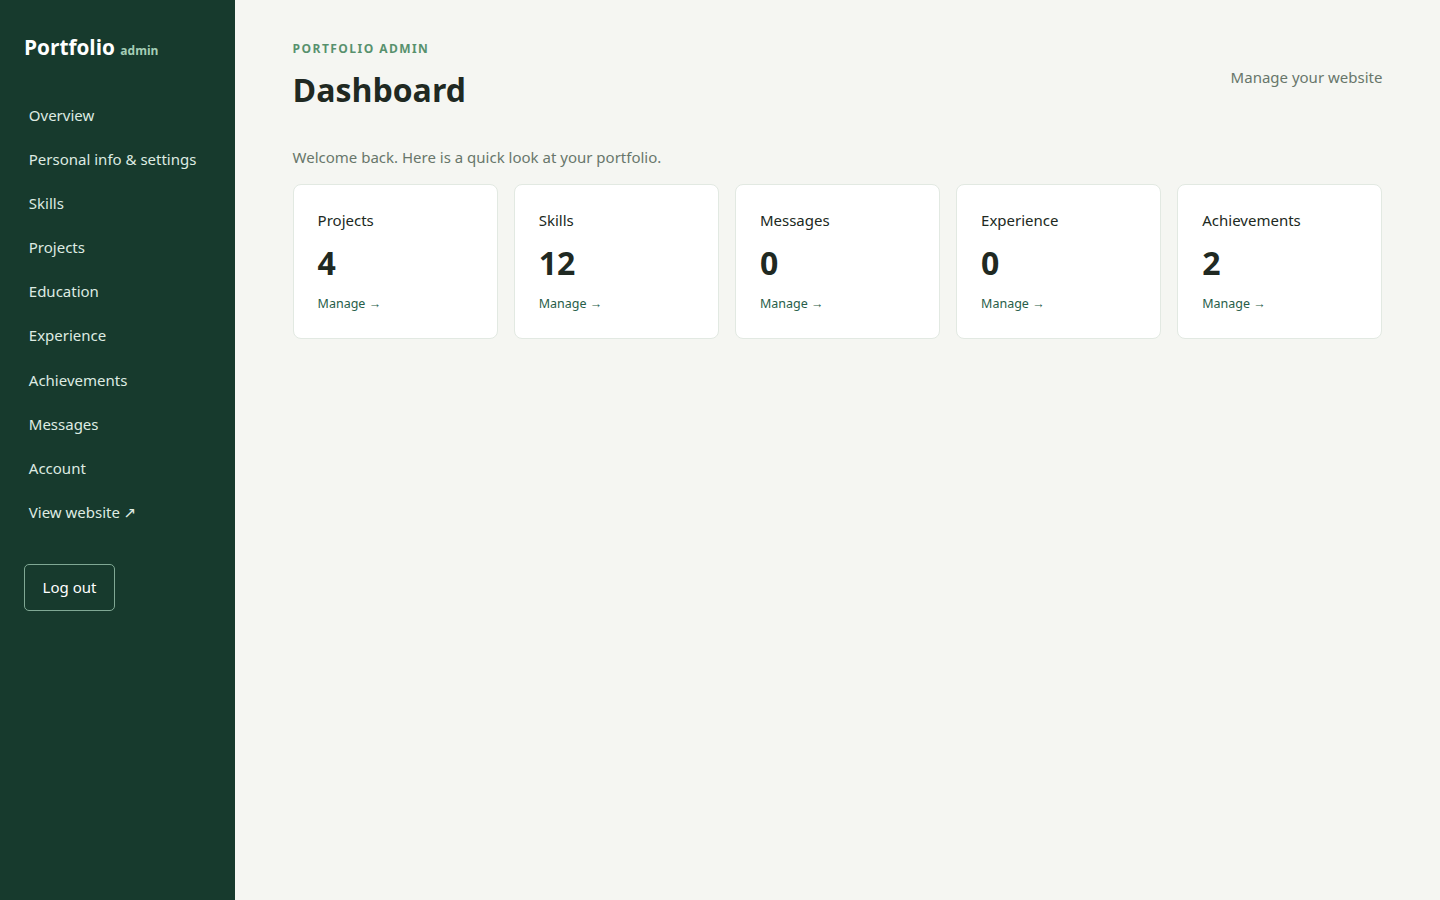 Portfolio admin
Overview
Personal info & settings
Skills
Projects
Education
Experience
Achievements
Messages
Account
View website ↗
Log out
PORTFOLIO ADMIN
Dashboard
Manage your website
Welcome back. Here is a quick look at your portfolio.
Projects
4
Manage →
Skills
12
Manage →
Messages
0
Manage →
Experience
0
Manage →
Achievements
2
Manage →